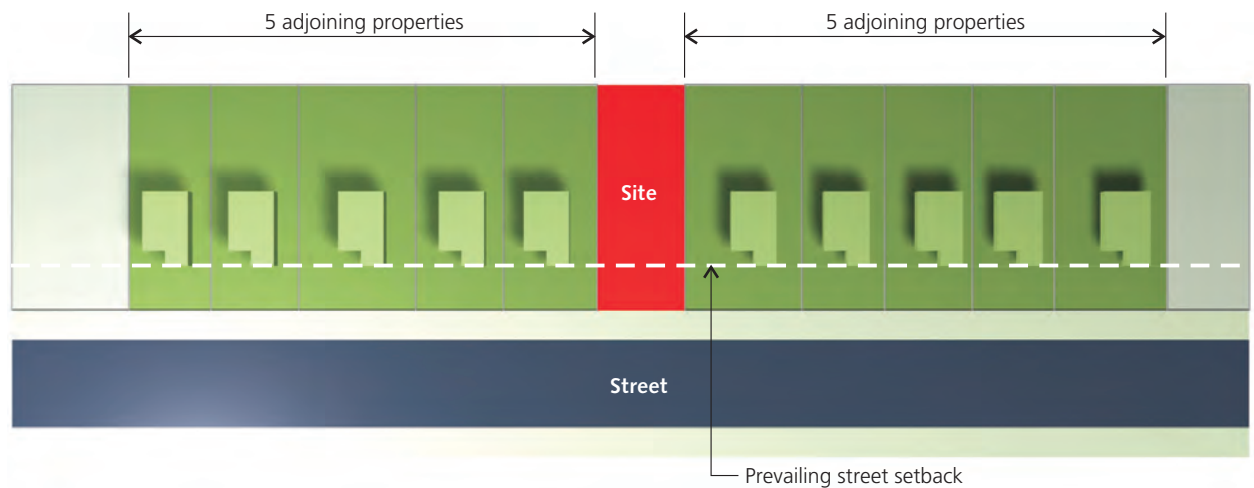 5 adjoining properties
5 adjoining properties
Site
Street
Prevailing street setback